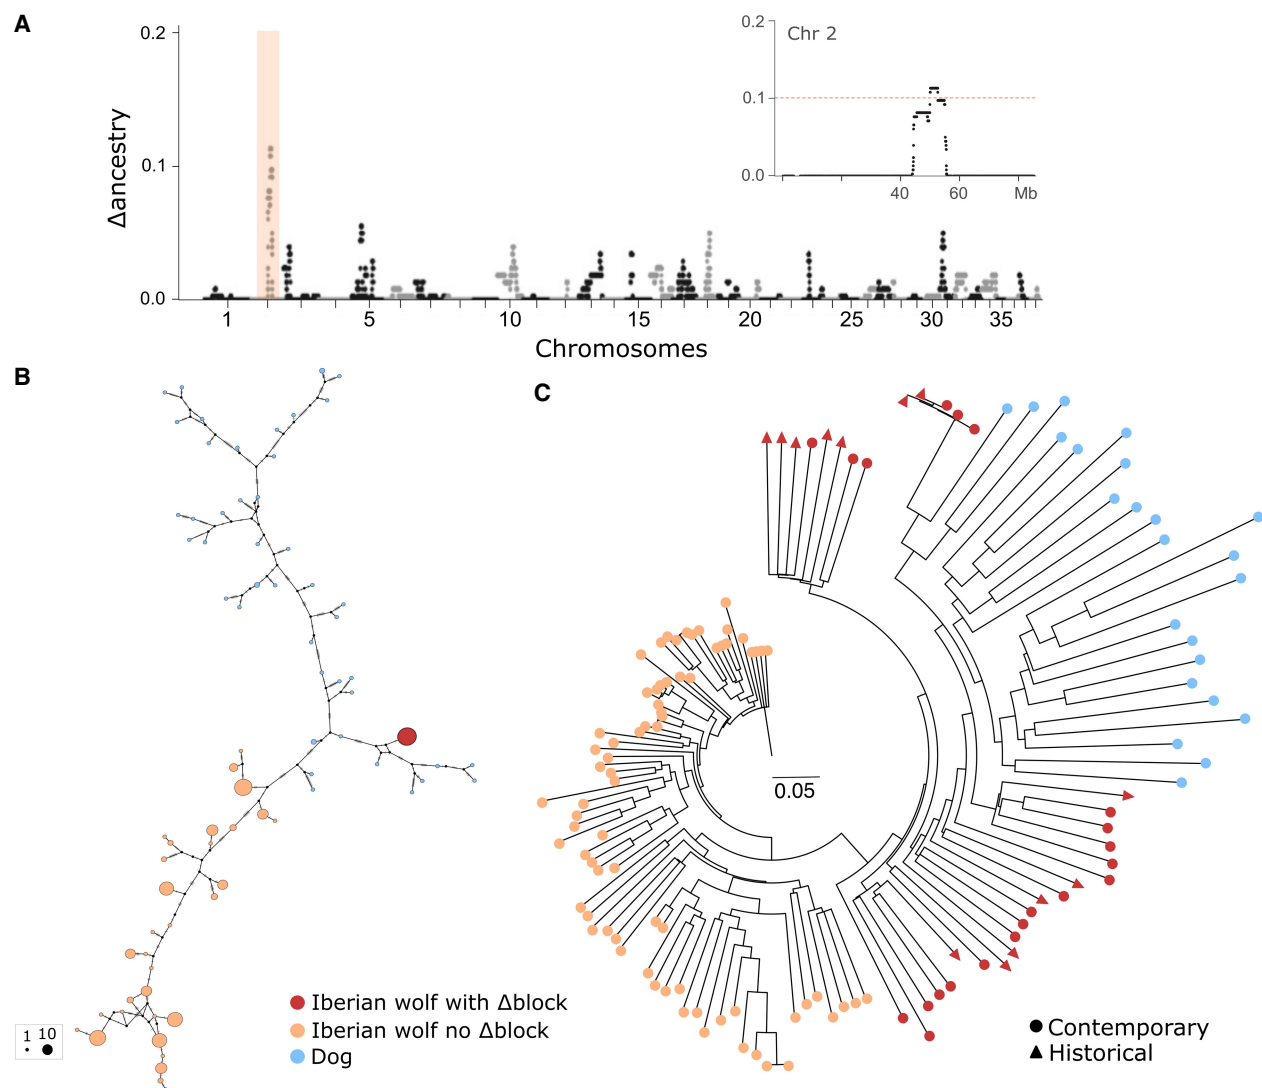 A
0.2
0.1
0.0
Δancestry
1 5 10 15 20 25 30 35
Chromosomes
0.2
0.1
0.0
Chr 2
40 60 Mb
B
1 10
Iberian wolf with Δblock
Iberian wolf no Δblock
Dog
C
0.05
Contemporary
Historical